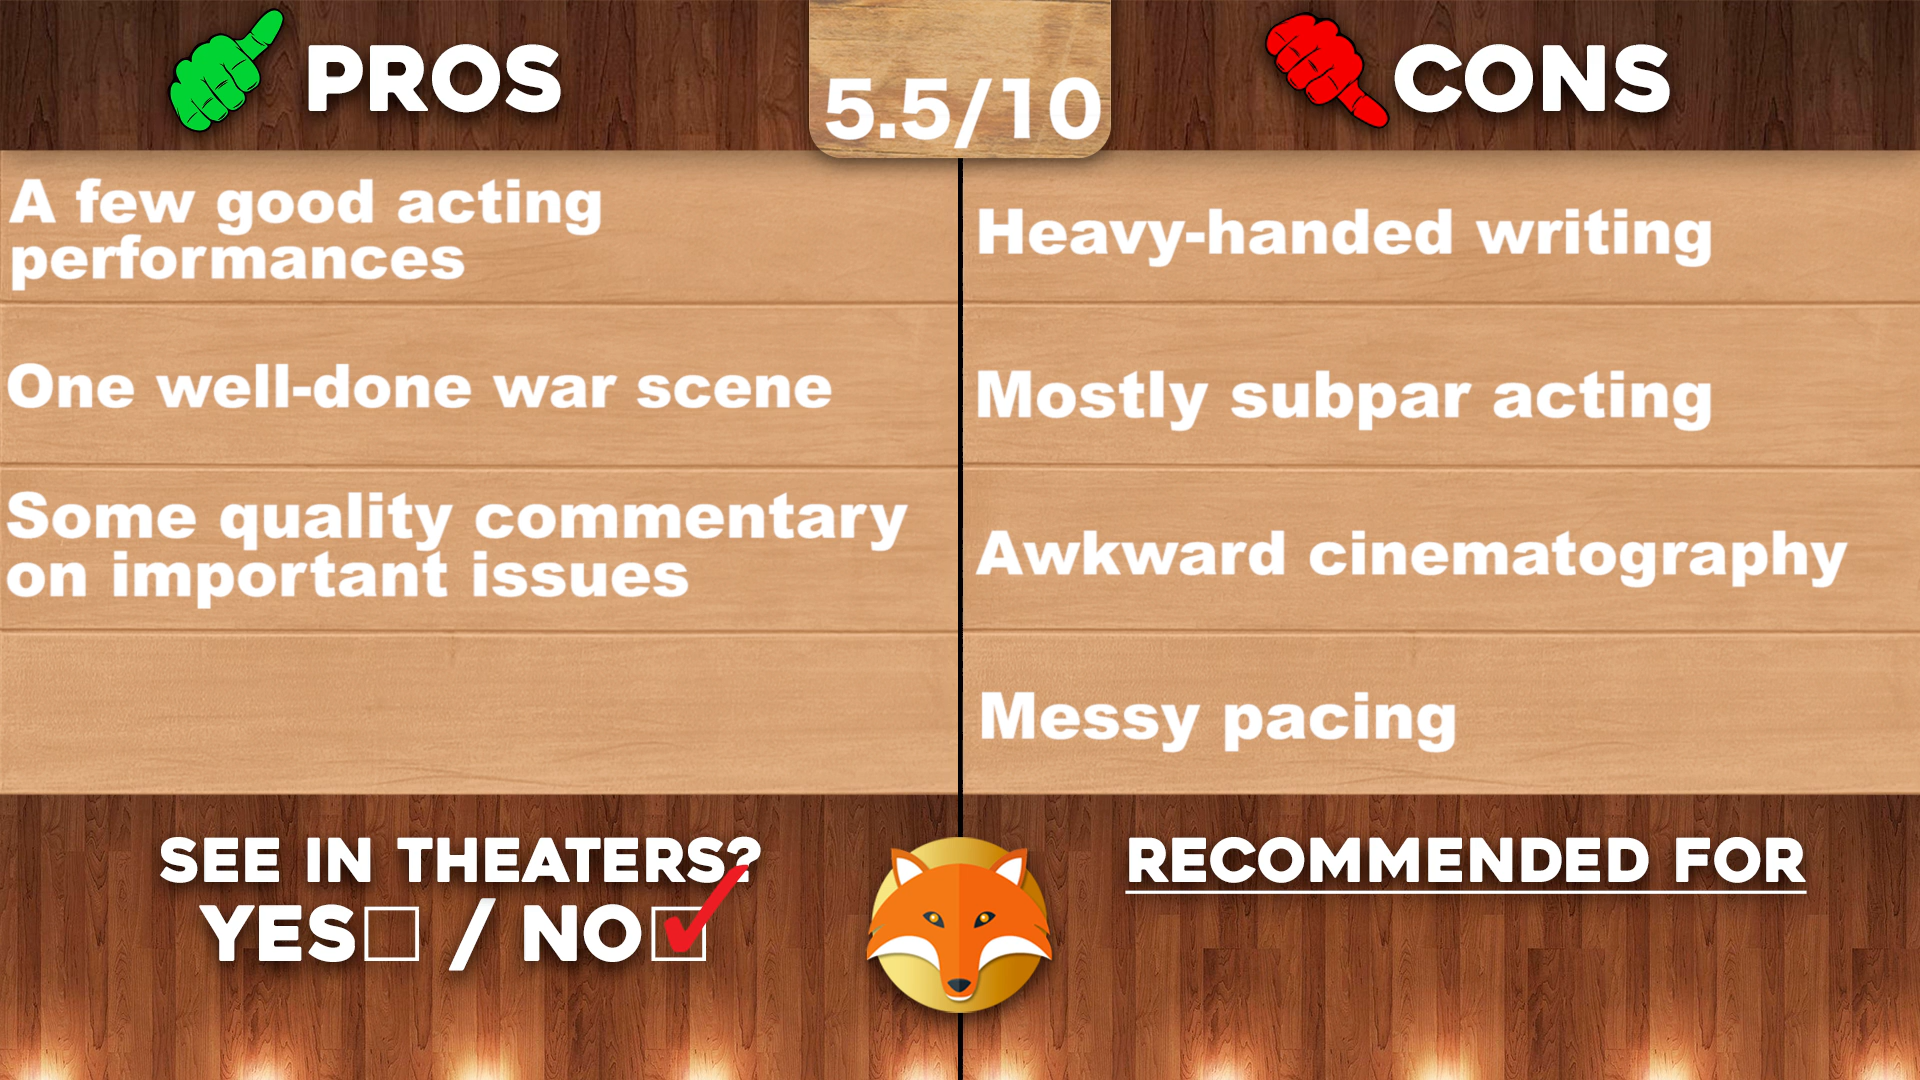 PROS
5.5/10
CONS
A few good acting
performances
One well-done war scene
Some quality commentary
on important issues
Heavy-handed writing
Mostly subpar acting
Awkward cinematography
Messy pacing
SEE IN THEATERS?
YES☐ / NO☑
RECOMMENDED FOR